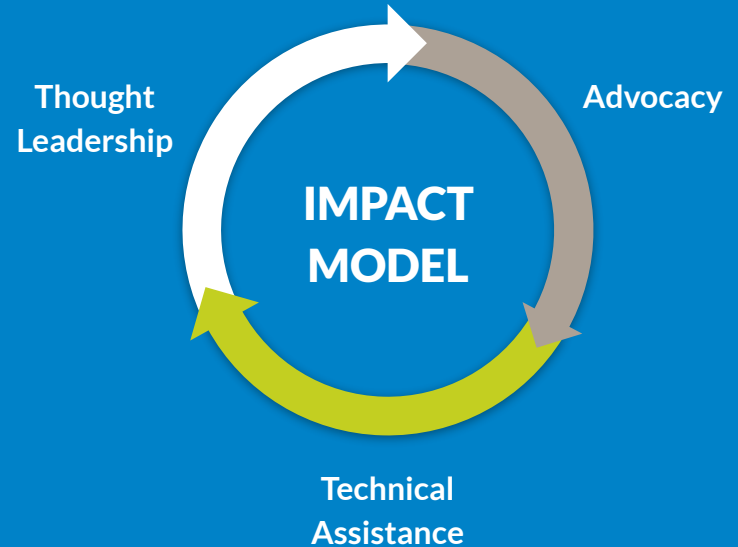 Thought
Leadership
Advocacy
IMPACT
MODEL
Technical
Assistance